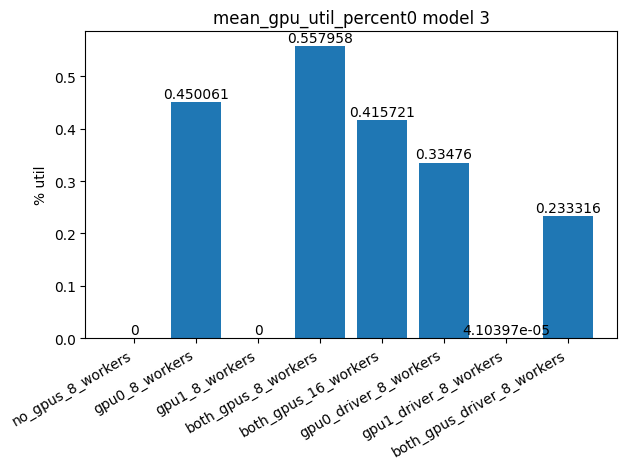 mean_gpu_util_percent0 model 3
% util
0.5
0.4
0.3
0.2
0.1
0.0
0
0.450061
0
0.557958
0.415721
0.33476
4.10397e-05
0.233316
no_gpus_8_workers
gpu0_8_workers
gpu1_8_workers
both_gpus_8_workers
both_gpus_16_workers
gpu0_driver_8_workers
gpu1_driver_8_workers
both_gpus_driver_8_workers